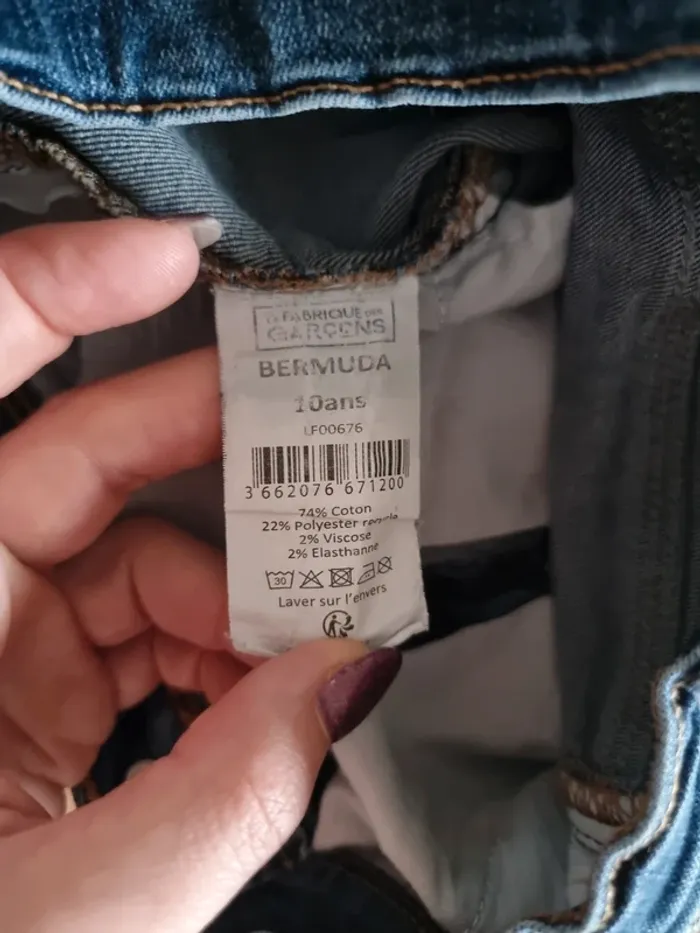 LA FABRIQUE DES
GARÇONS
BERMUDA
10ans
LF00676
3 662076 671200
74% Coton
22% Polyester recyclé
2% Viscose
2% Elasthanne
30
Laver sur l'envers